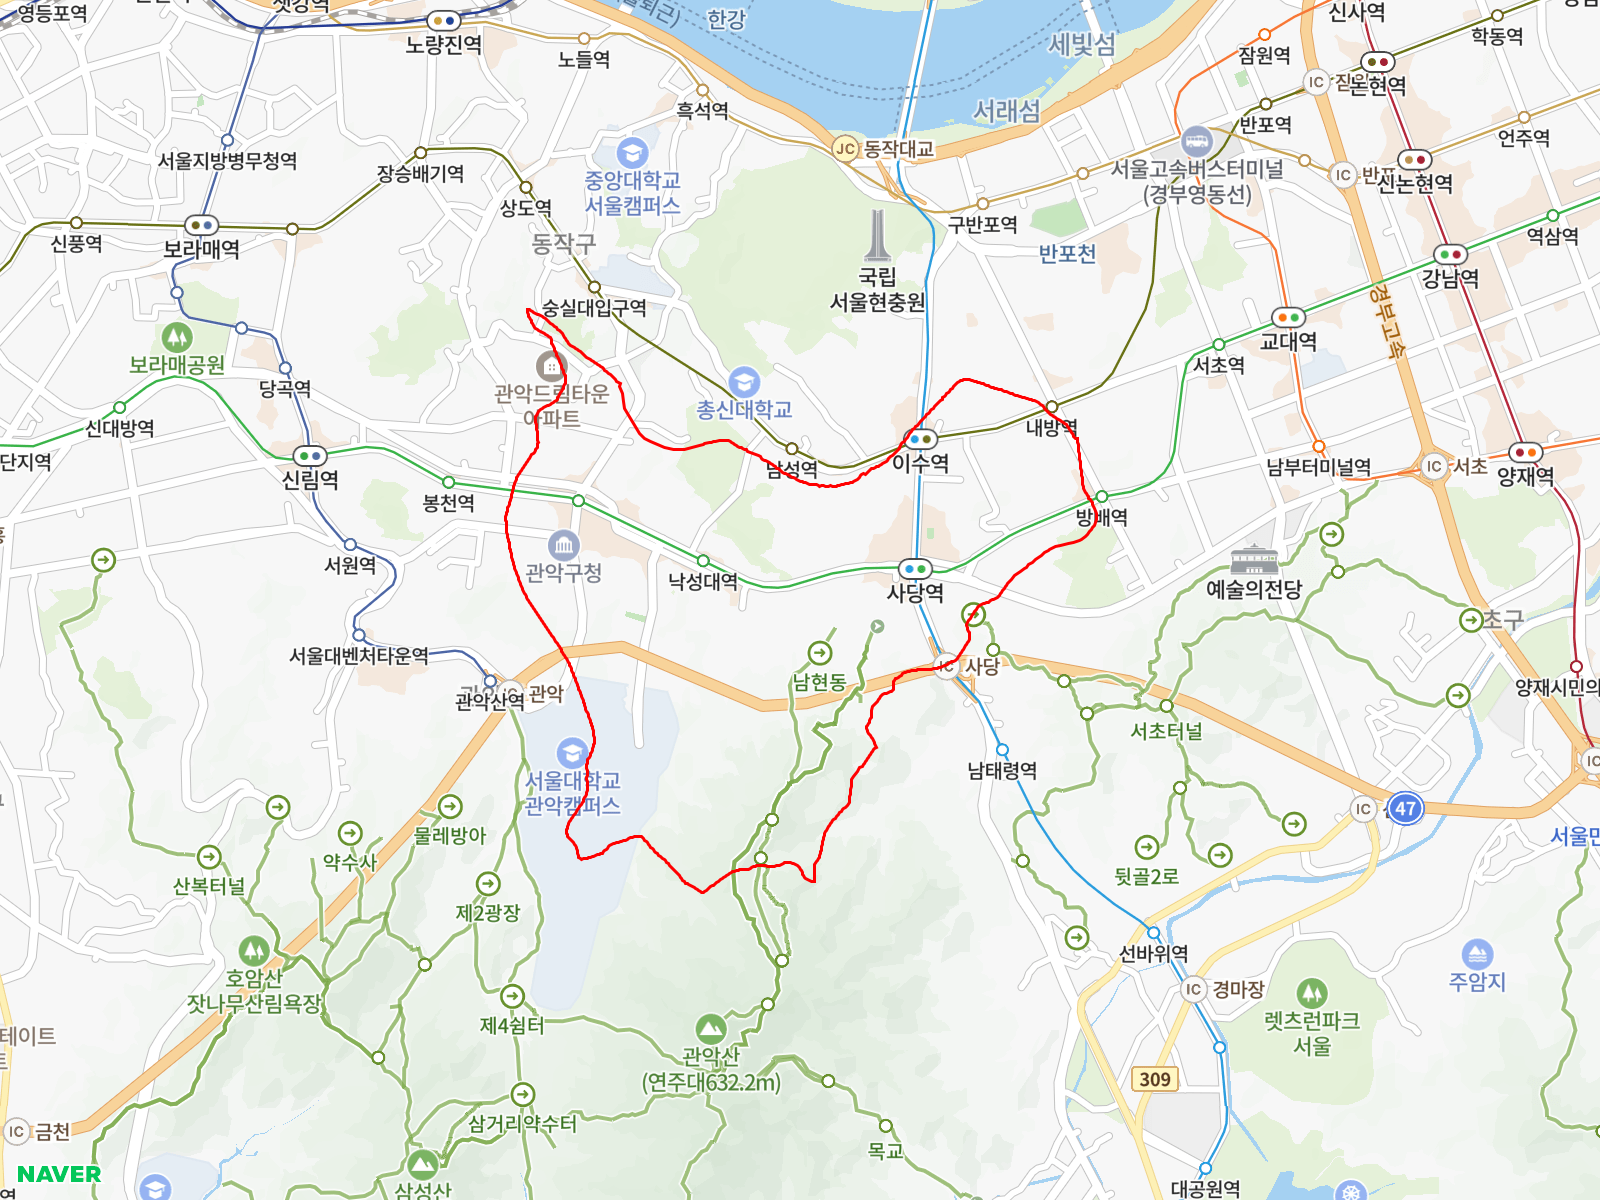 영등포역
샛강역
노량진역
노들역
한강
세빛섬
서래섬
신사역
학동역
잠원역
논현역
흑석역
반포역
언주역
서울지방병무청역
장승배기역
중앙대학교
서울캠퍼스
JC 동작대교
서울고속버스터미널
(경부영동선)
IC
IC
신논현역
상도역
구반포역
신풍역
보라매역
동작구
반포천
역삼역
국립
서울현충원
강남역
숭실대입구역
경부고속
교대역
보라매공원
당곡역
관악드림타운
아파트
서초역
총신대학교
신대방역
내방역
남성역
이수역
단지역
신림역
남부터미널역
IC 서초
양재역
봉천역
방배역
서원역
관악구청
낙성대역
사당역
예술의전당
초구
서울대벤처타운역
남현동
IC 사당
관악산역
IC 관악
양재시민의
서초터널
남태령역
서울대학교
관악캠퍼스
IC
IC
47
물레방아
약수사
산복터널
뒷골2로
서울만
제2광장
호암산
잣나무산림욕장
선바위역
IC 경마장
주암지
제4쉼터
렛츠런파크
서울
테이트
관악산
(연주대632.2m)
309
삼거리약수터
IC 금천
목교
NAVER
삼성산
대공원역